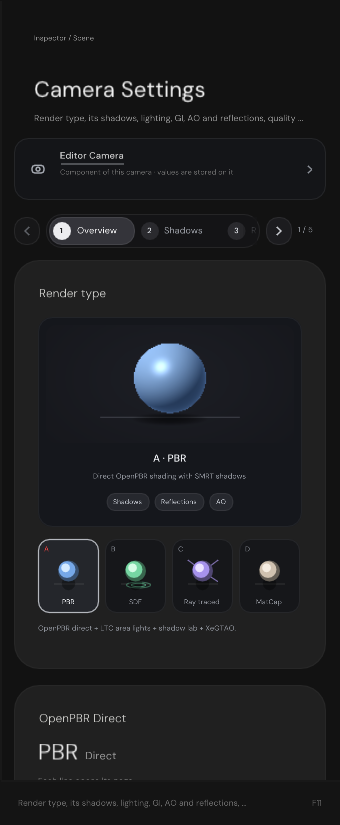 Inspector / Scene
Camera Settings
Render type, its shadows, lighting, GI, AO and reflections, quality ...
Editor Camera
Component of this camera · values are stored on it
1 Overview 2 Shadows 3 R 1 / 5
Render type
A · PBR
Direct OpenPBR shading with SMRT shadows
Shadows Reflections AO
A B C D
PBR SDF Ray traced MatCap
OpenPBR direct + LTC area lights + shadow lab + XeGTAO.
OpenPBR Direct
PBR Direct
Render type, its shadows, lighting, GI, AO and reflections, ... F11